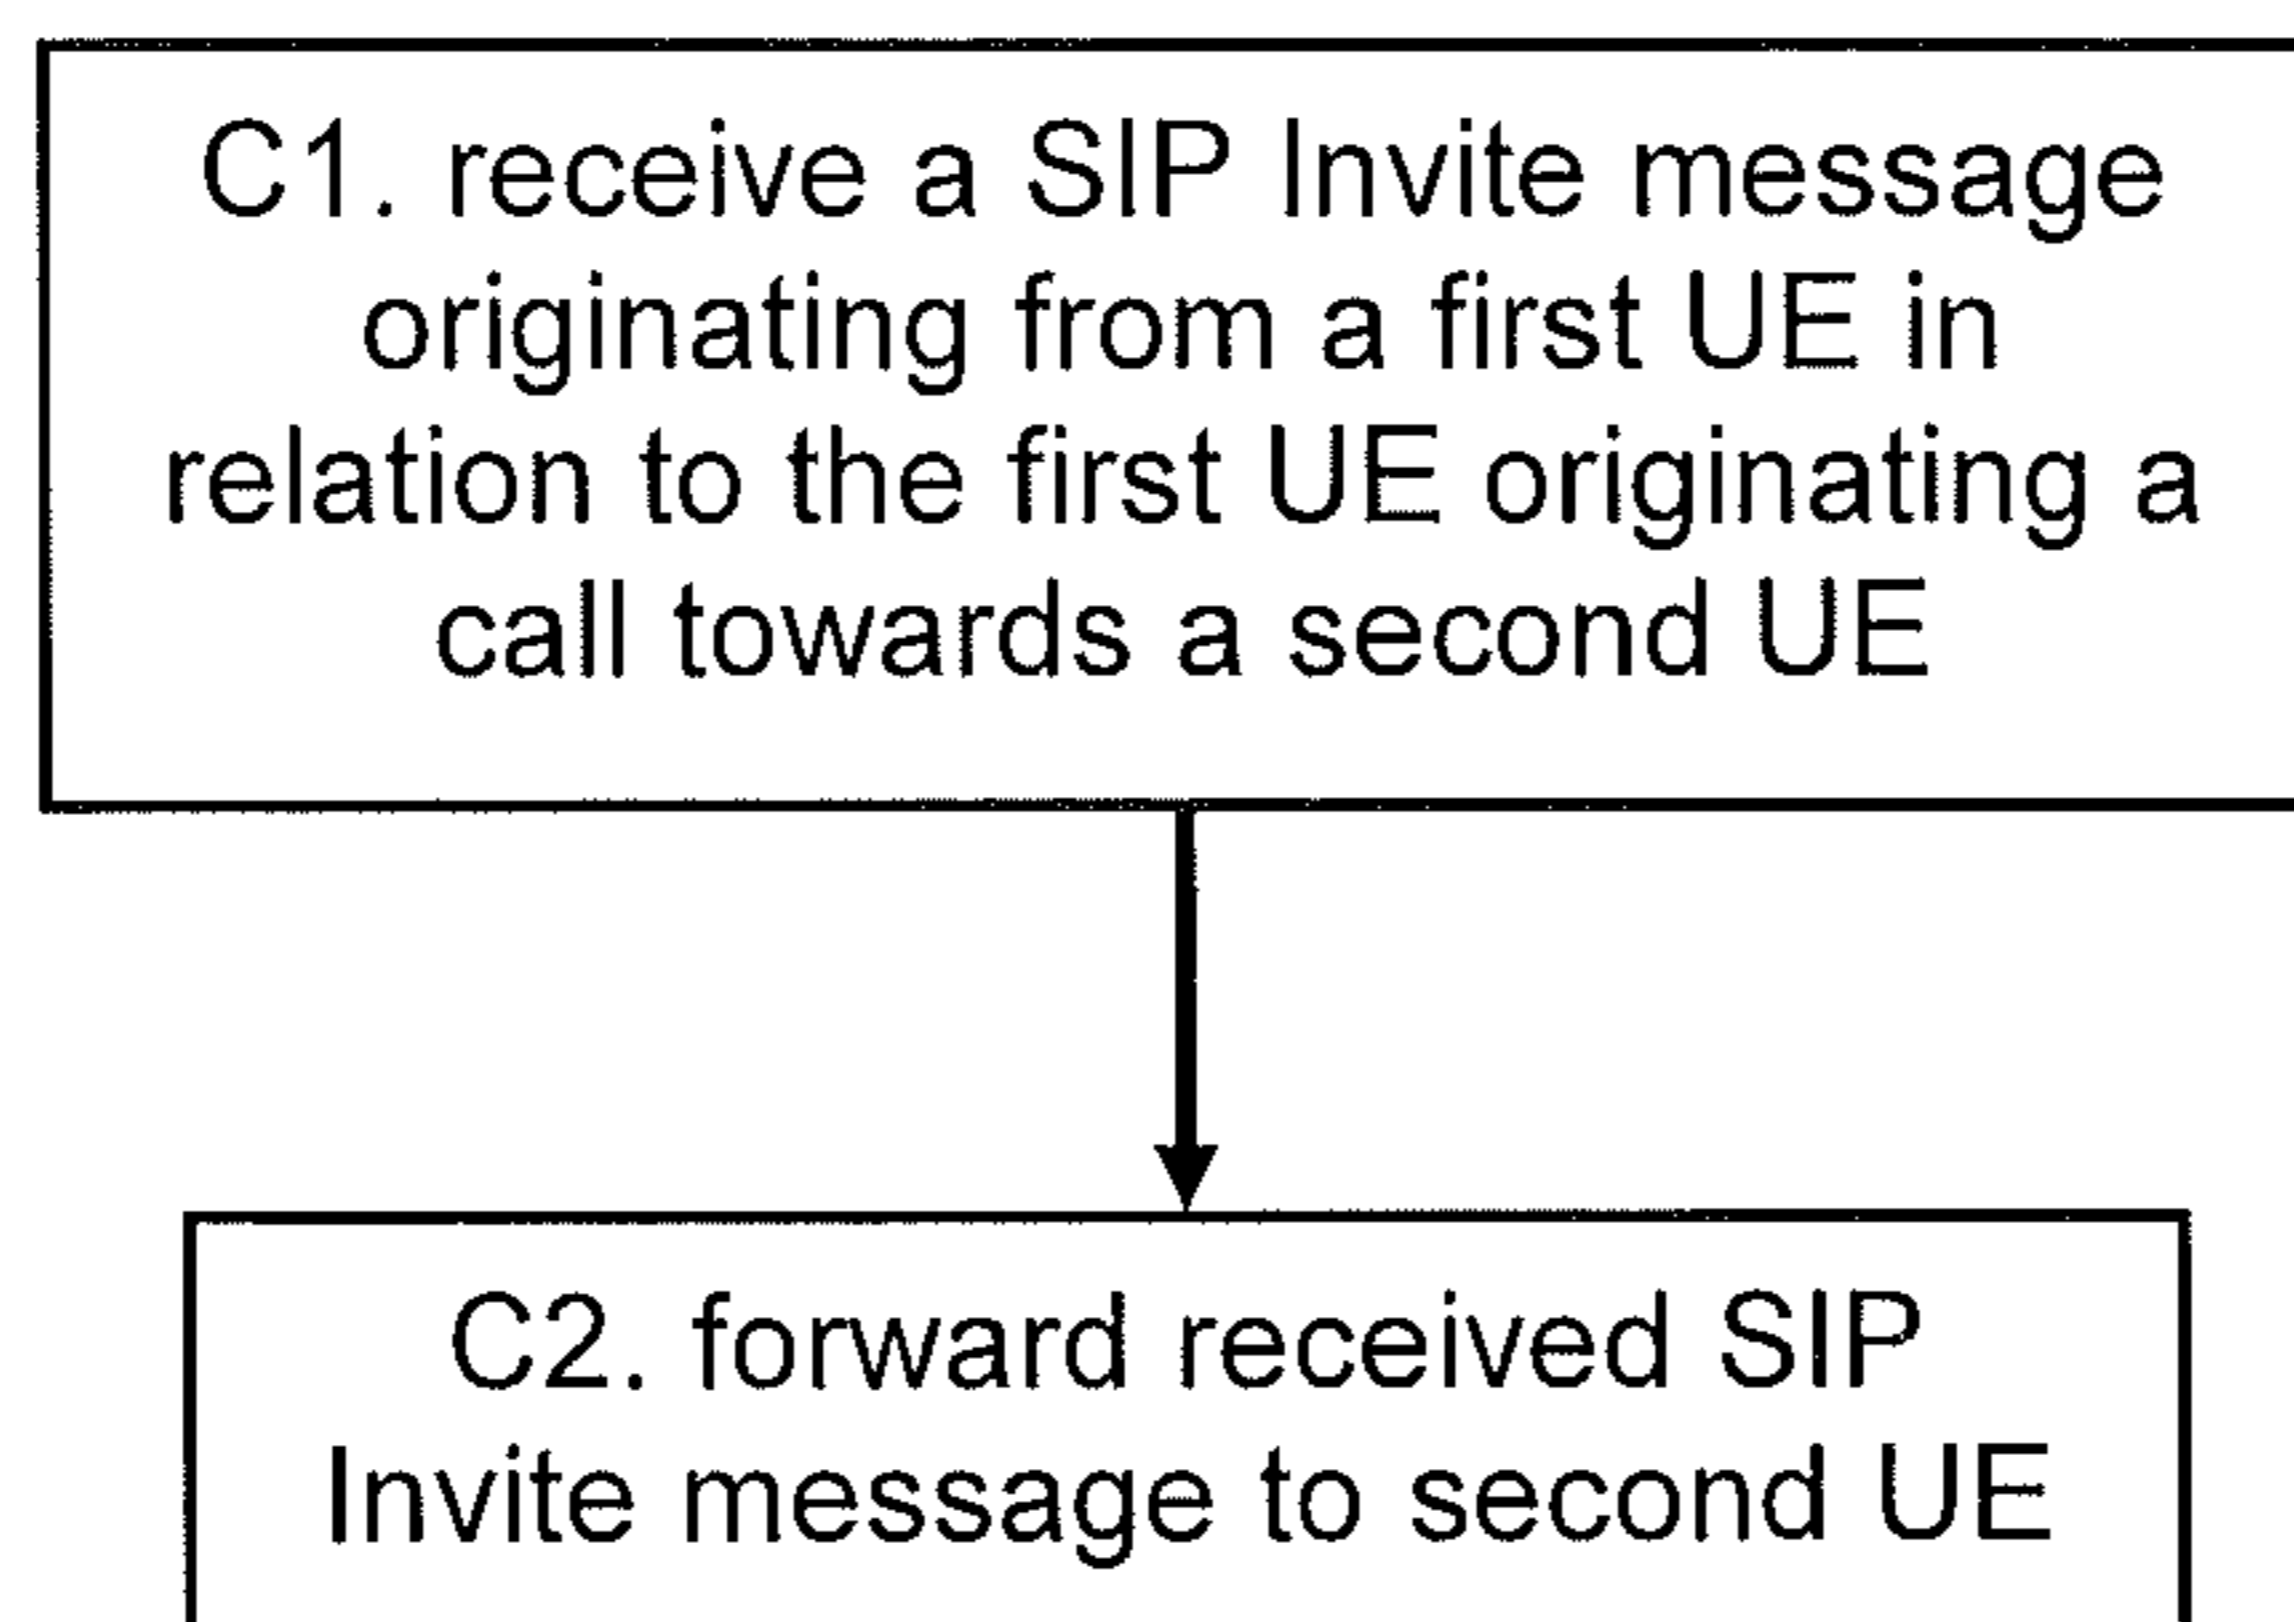 C1. receive a SIP Invite message
originating from a first UE in
relation to the first UE originating a
call towards a second UE
C2. forward received SIP
Invite message to second UE